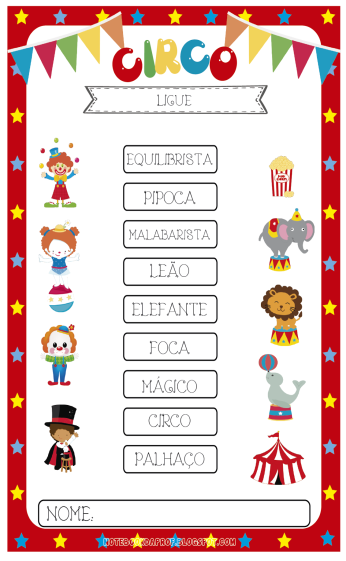 CIRCO
LIGUE
EQUILIBRISTA
PIPOCA
MALABARISTA
LEÃO
ELEFANTE
FOCA
MÁGICO
CIRCO
PALHAÇO
NOME: